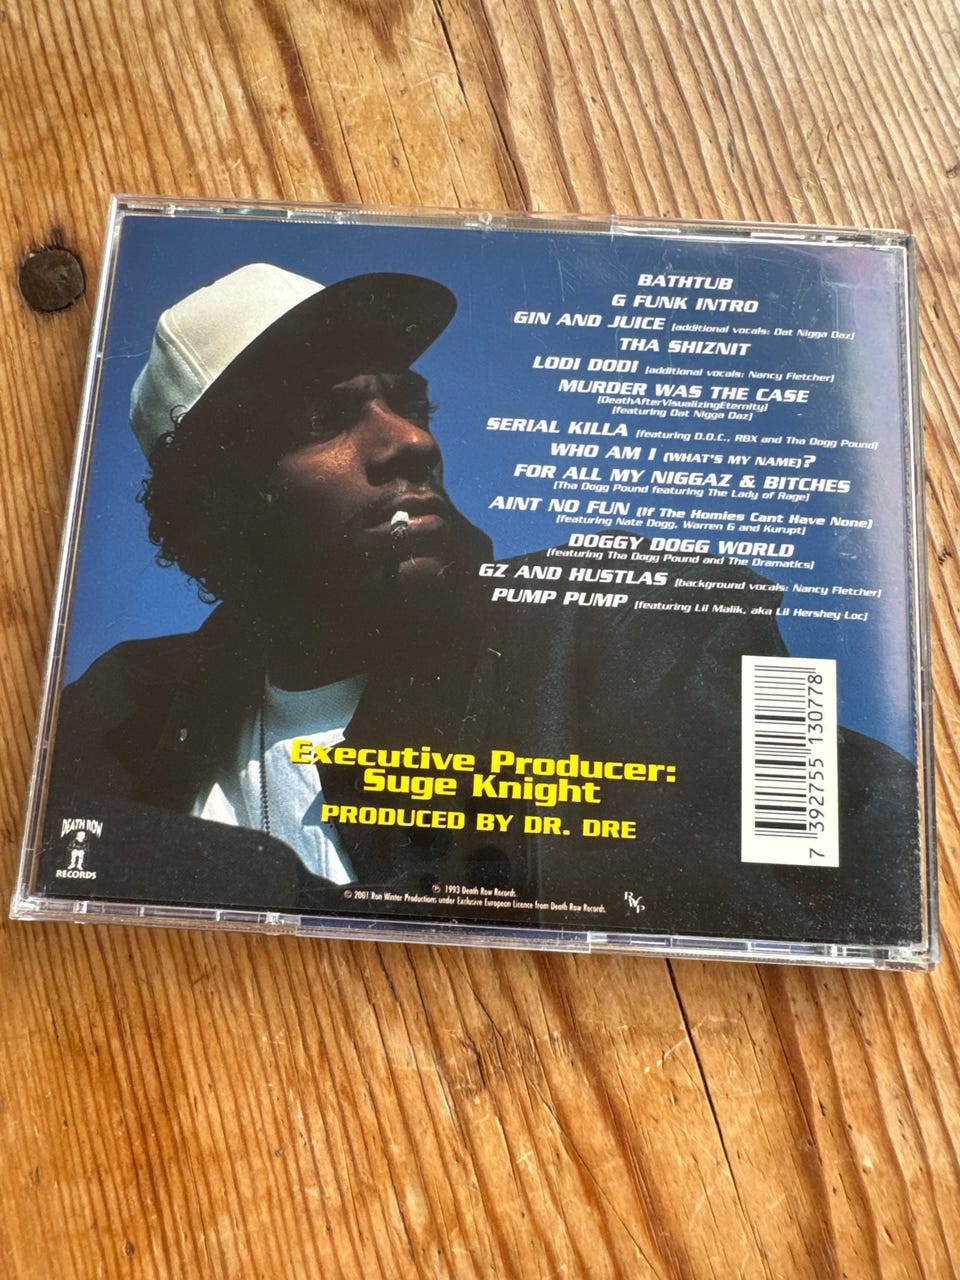 BATHTUB
G FUNK INTRO
GIN AND JUICE [additional vocals: Dat Nigga Daz]
THA SHIZNIT
LODI DODI [additional vocals: Nancy Fletcher]
MURDER WAS THE CASE
[DeathAfterVisualizingEternity]
[featuring Dat Nigga Daz]
SERIAL KILLA [featuring D.O.C., RBX and Tha Dogg Pound]
WHO AM I (WHAT'S MY NAME)?
FOR ALL MY NIGGAZ & BITCHES
[Tha Dogg Pound featuring The Lady of Rage]
AINT NO FUN (If The Homies Cant Have None)
[featuring Nate Dogg, Warren G and Kurupt]
DOGGY DOGG WORLD
[featuring Tha Dogg Pound and The Dramatics]
GZ AND HUSTLAS [background vocals: Nancy Fletcher]
PUMP PUMP [featuring Lil Malik, aka Lil Hershey Loc]
7 392755 130778
Executive Producer:
Suge Knight
PRODUCED BY DR. DRE
DEATH ROW
RECORDS
℗ 1993 Death Row Records.
© 2001 Ron Winter Productions under Exclusive European Licence from Death Row Records.
RWP